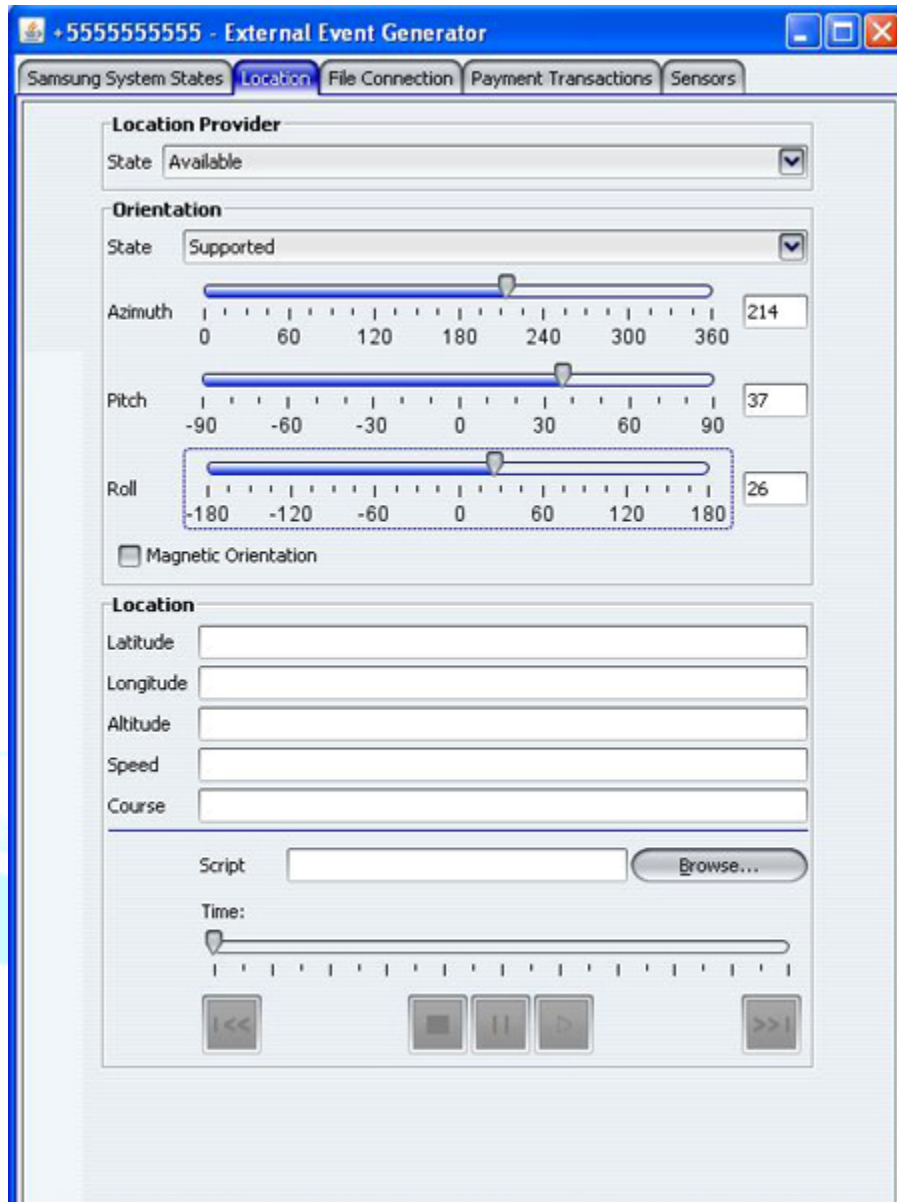 +5555555555 - External Event Generator
Samsung System States Location File Connection Payment Transactions Sensors
Location Provider
State Available
Orientation
State Supported
Azimuth 214
0 60 120 180 240 300 360
Pitch 37
-90 -60 -30 0 30 60 90
Roll 26
-180 -120 -60 0 60 120 180
Magnetic Orientation
Location
Latitude
Longitude
Altitude
Speed
Course
Script Browse...
Time:
I<< >>I